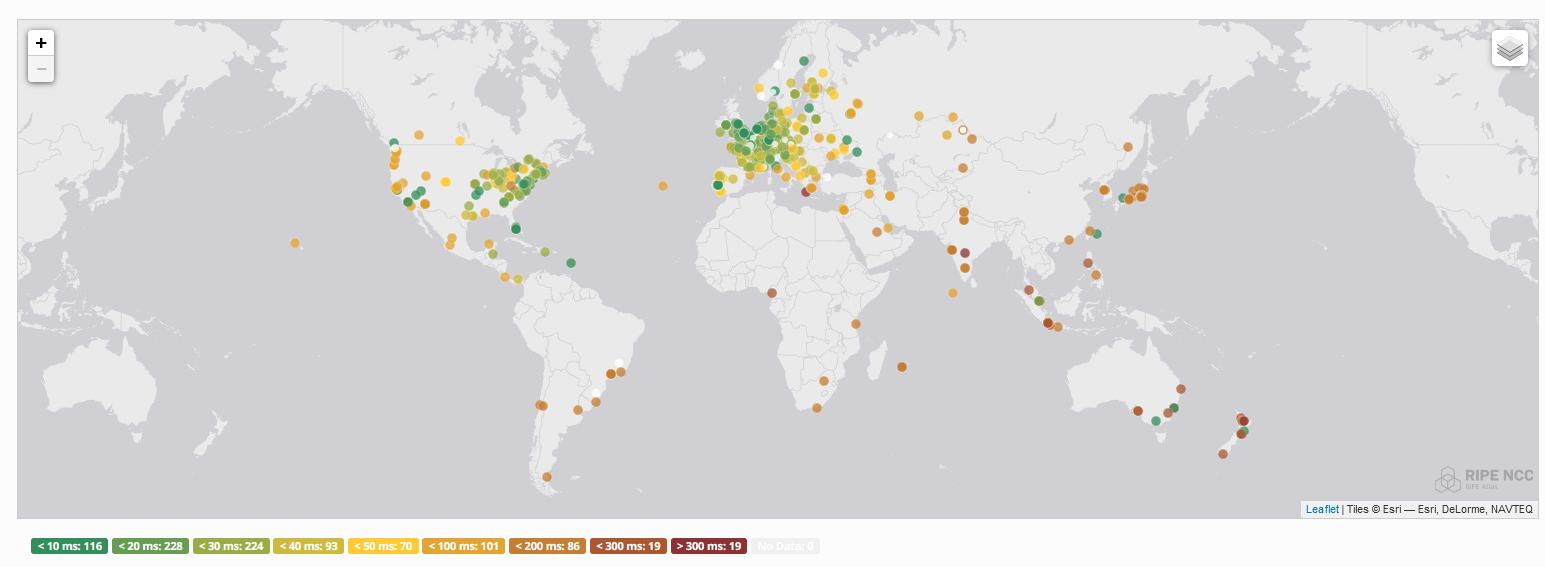 +
−
RIPE NCC
RIPE Atlas
Leaflet | Tiles © Esri — Esri, DeLorme, NAVTEQ
< 10 ms: 116 < 20 ms: 228 < 30 ms: 224 < 40 ms: 93 < 50 ms: 70 < 100 ms: 101 < 200 ms: 86 < 300 ms: 19 > 300 ms: 19 No Data: 0